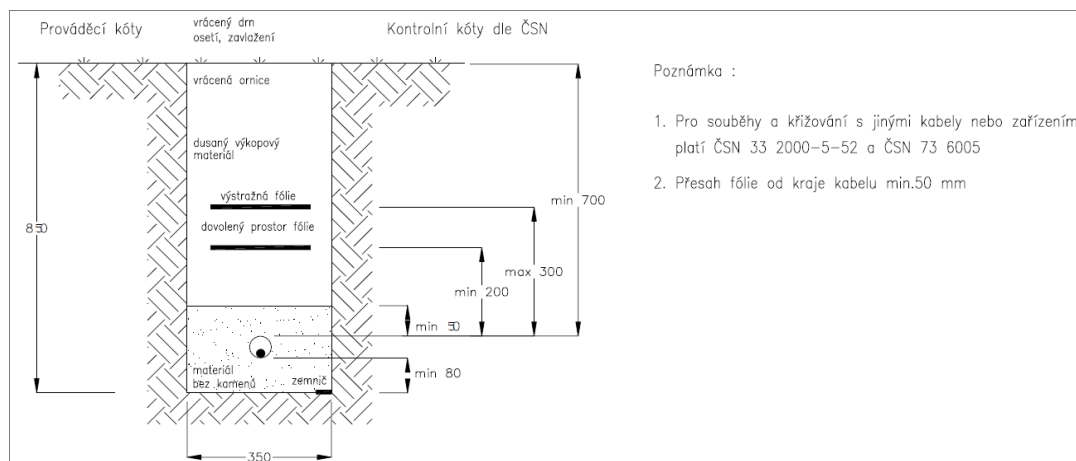 Prováděcí kóty
vrácený drn
osetí, zavlažení
Kontrolní kóty dle ČSN
vrácená ornice
Poznámka :
1. Pro souběhy a křižování s jinými kabely nebo zařízením
platí ČSN 33 2000-5-52 a ČSN 73 6005
2. Přesah fólie od kraje kabelu min.50 mm
dusaný výkopový
materiál
výstražná fólie
dovolený prostor fólie
850
min 700
max 300
min 200
min 50
min 80
materiál
bez kamenů
zemnič
350